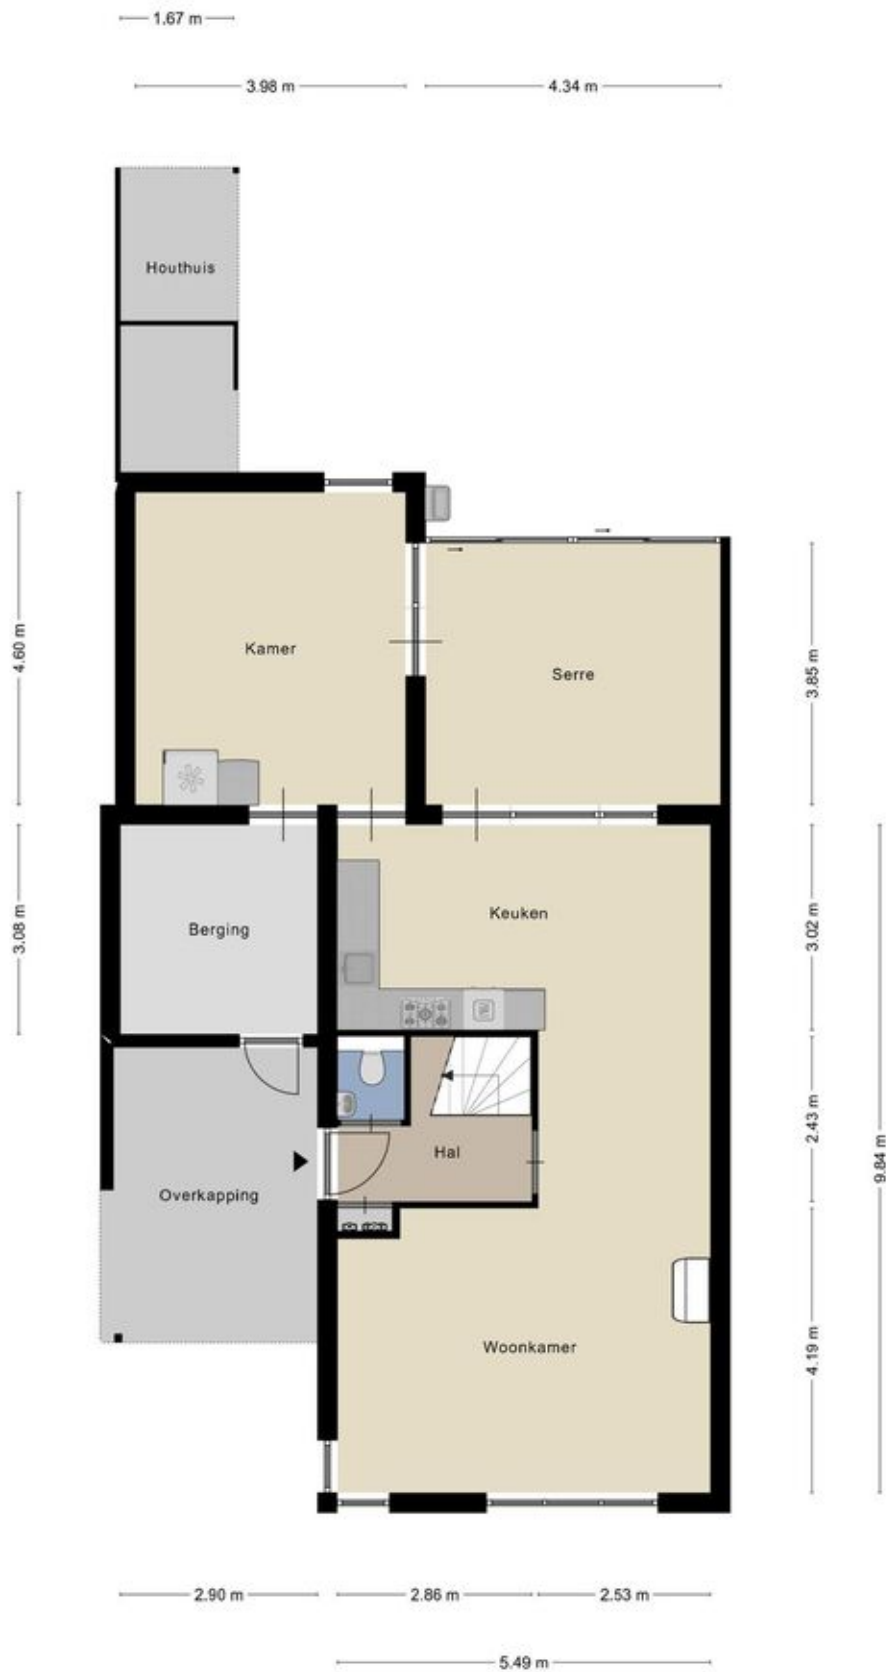 1.67 m
3.98 m
4.34 m
Houthuis
4.60 m
Kamer
Serre
3.85 m
3.08 m
Berging
Keuken
3.02 m
2.43 m
9.84 m
Hal
Overkapping
Woonkamer
4.19 m
2.90 m
2.86 m
2.53 m
5.49 m